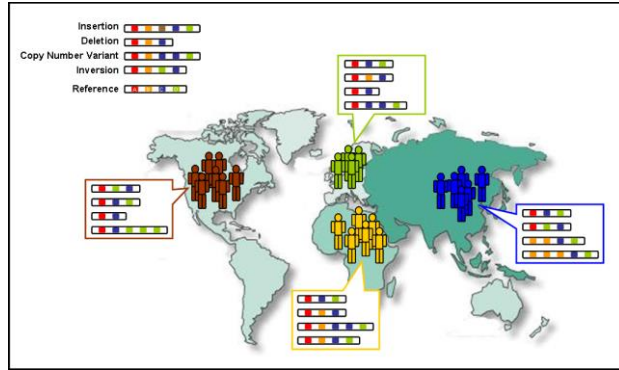 Insertion
Deletion
Copy Number Variant
Inversion
Reference